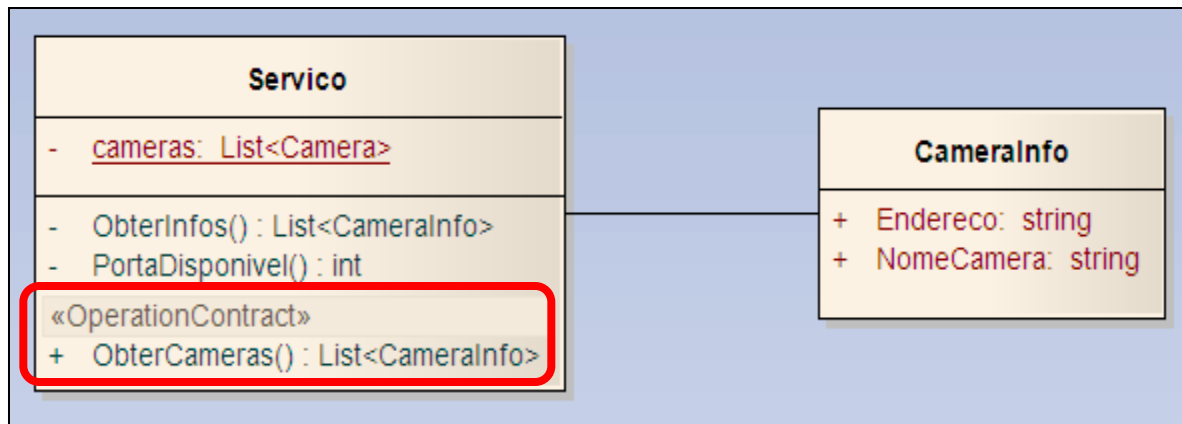 Servico
- cameras: List<Camera>
- ObterInfos() : List<CameraInfo>
- PortaDisponivel() : int
«OperationContract»
+ ObterCameras() : List<CameraInfo>
CameraInfo
+ Endereco: string
+ NomeCamera: string